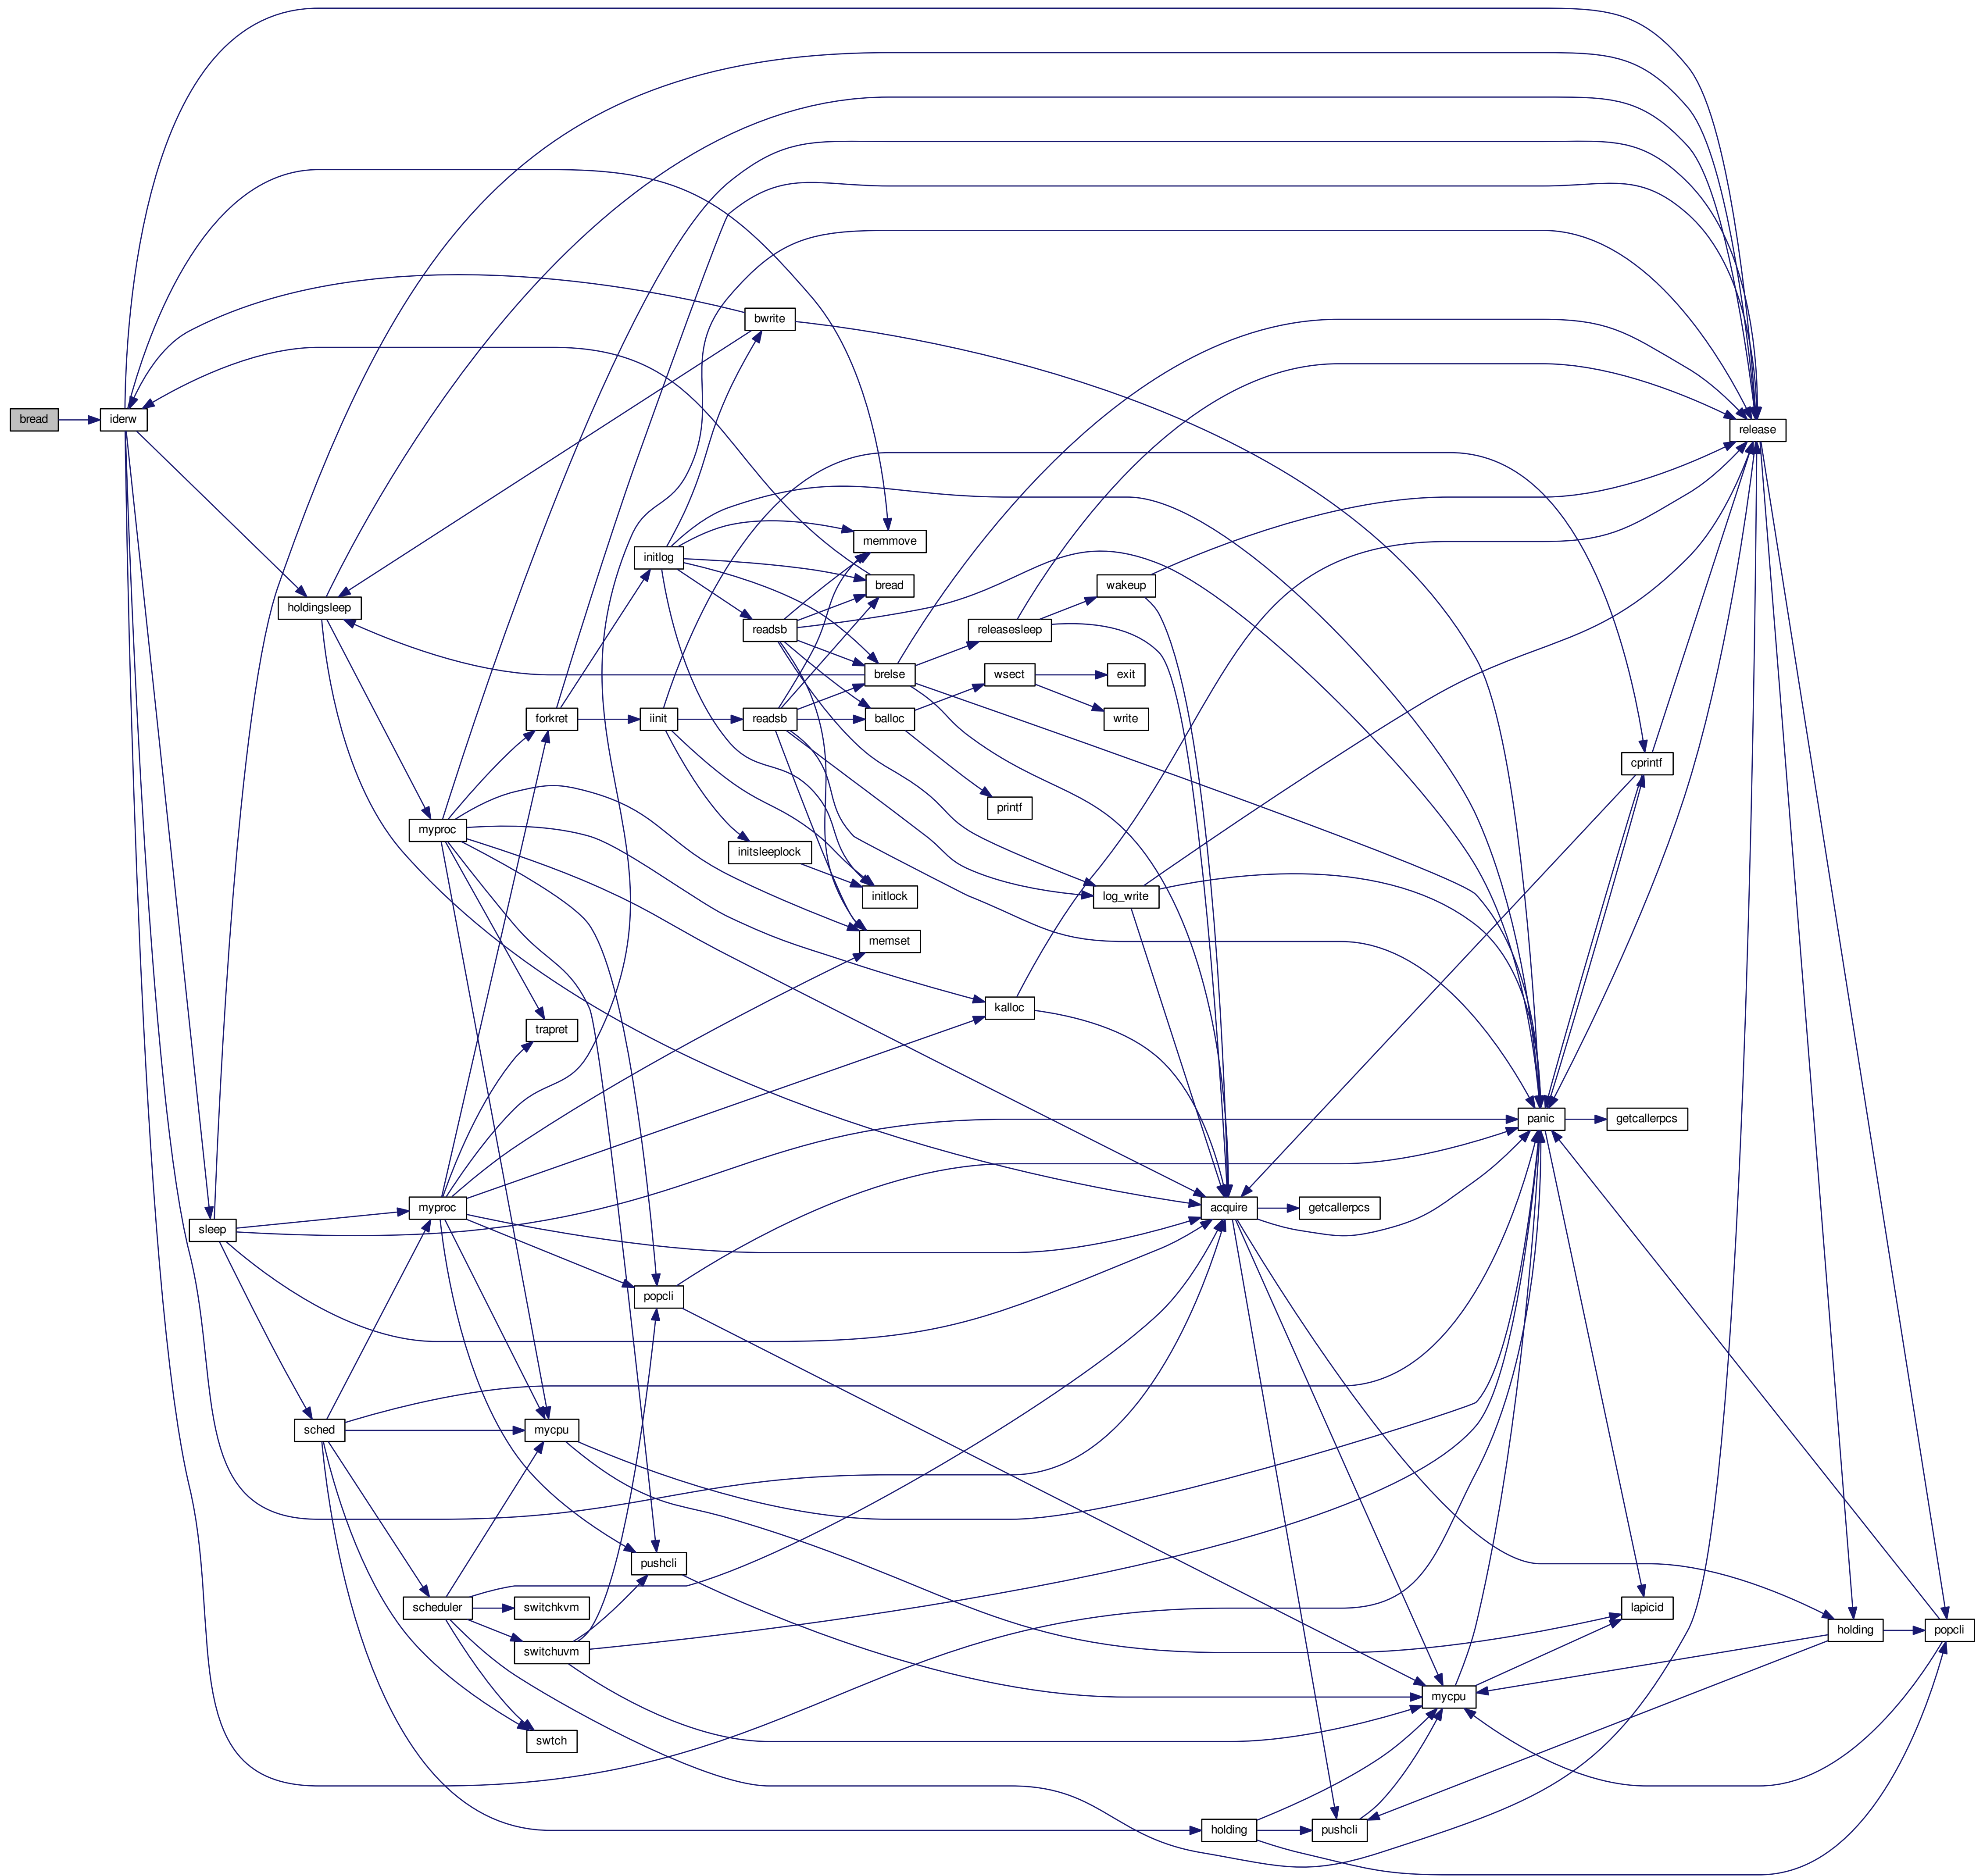 bwrite
bread
iderw
release
memmove
initlog
bread
wakeup
holdingsleep
readsb
releasesleep
brelse
wsect
exit
forkret
iinit
readsb
balloc
write
cprintf
printf
myproc
initsleeplock
initlock
log_write
memset
kalloc
trapret
panic
getcallerpcs
myproc
acquire
getcallerpcs
sleep
popcli
sched
mycpu
pushcli
scheduler
switchkvm
lapicid
holding
popcli
switchuvm
mycpu
swtch
holding
pushcli